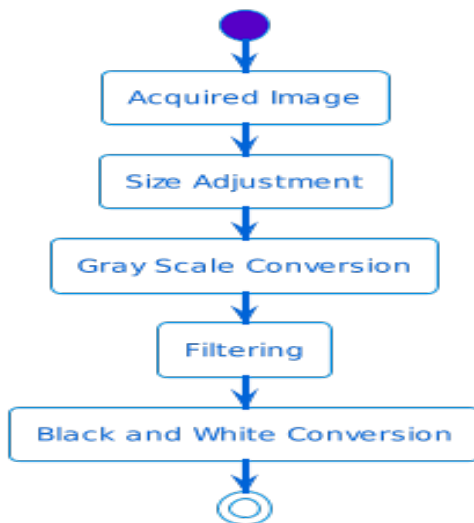 Acquired Image
Size Adjustment
Gray Scale Conversion
Filtering
Black and White Conversion